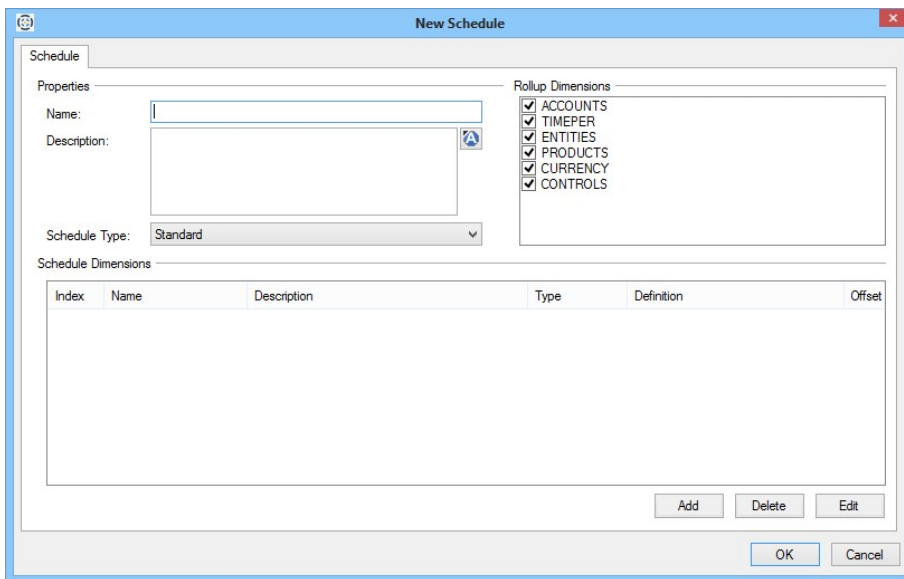 New Schedule
Schedule
Properties
Name:
Description:
Schedule Type: Standard
Rollup Dimensions
ACCOUNTS
TIMEPER
ENTITIES
PRODUCTS
CURRENCY
CONTROLS
Schedule Dimensions
Index Name Description Type Definition Offset
Add Delete Edit
OK Cancel